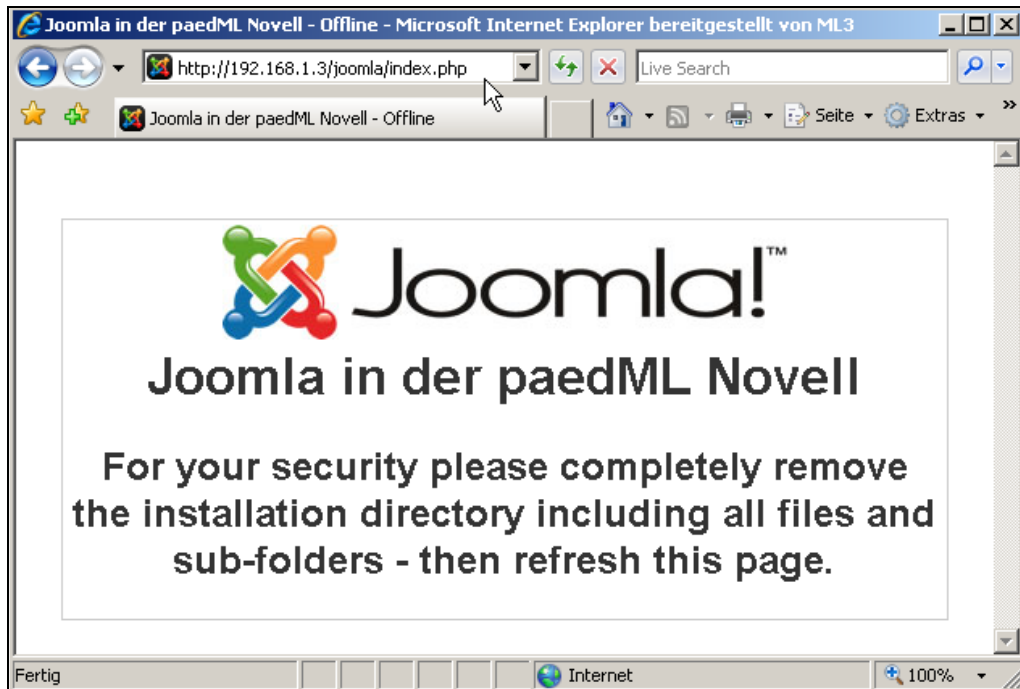 Joomla in der paedML Novell - Offline - Microsoft Internet Explorer bereitgestellt von ML3
http://192.168.1.3/joomla/index.php
Live Search
Joomla in der paedML Novell - Offline
Seite
Extras
»
Joomla!™
Joomla in der paedML Novell
For your security please completely remove
the installation directory including all files and
sub-folders - then refresh this page.
Fertig
Internet
100%